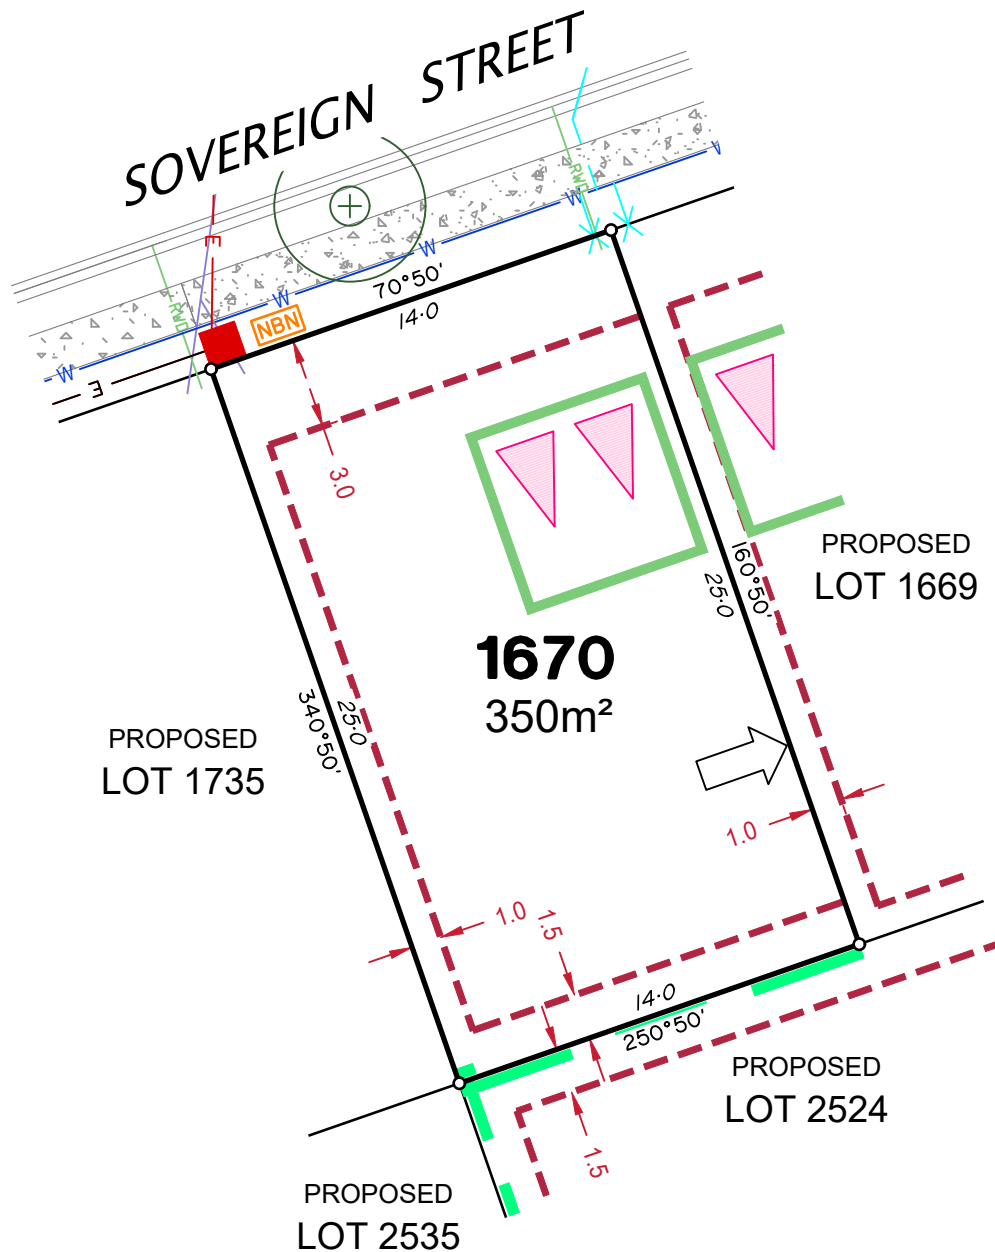 SOVEREIGN STREET
E
RWD
RWD
W
W
W
W
W
E
NBN
70°50'
14·0
3.0
PROPOSED
LOT 1669
160°50'
25·0
1670
350m²
340°50'
25·0
PROPOSED
LOT 1735
1.0
1.0
1.5
14·0
250°50'
PROPOSED
LOT 2524
1.5
PROPOSED
LOT 2535